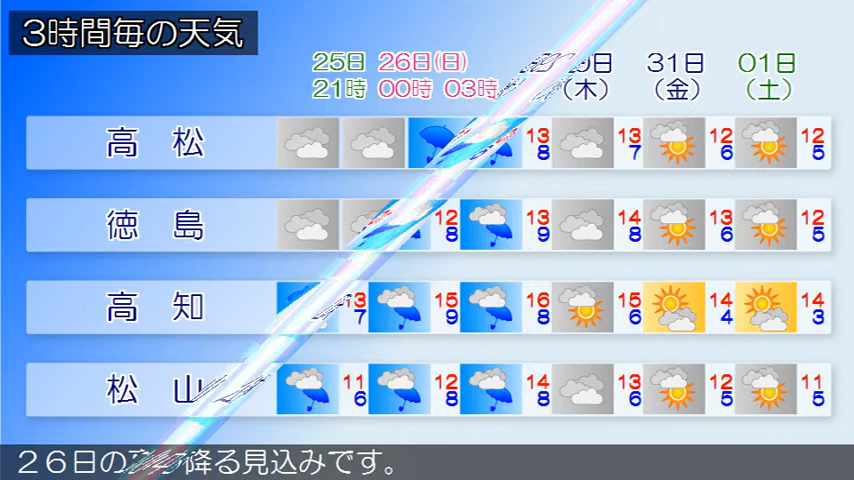 3時間毎の天気
25日 26日(日) 29日 31日 01日
21時 00時 03時 (木) (金) (土)
高松 13 8 13 7 12 6 12 5
徳島 12 8 13 9 14 8 13 6 12 5
高知 13 7 15 9 16 8 15 6 14 4 14 3
松山 11 6 12 8 14 8 13 6 12 5 11 5
26日の 降る見込みです。